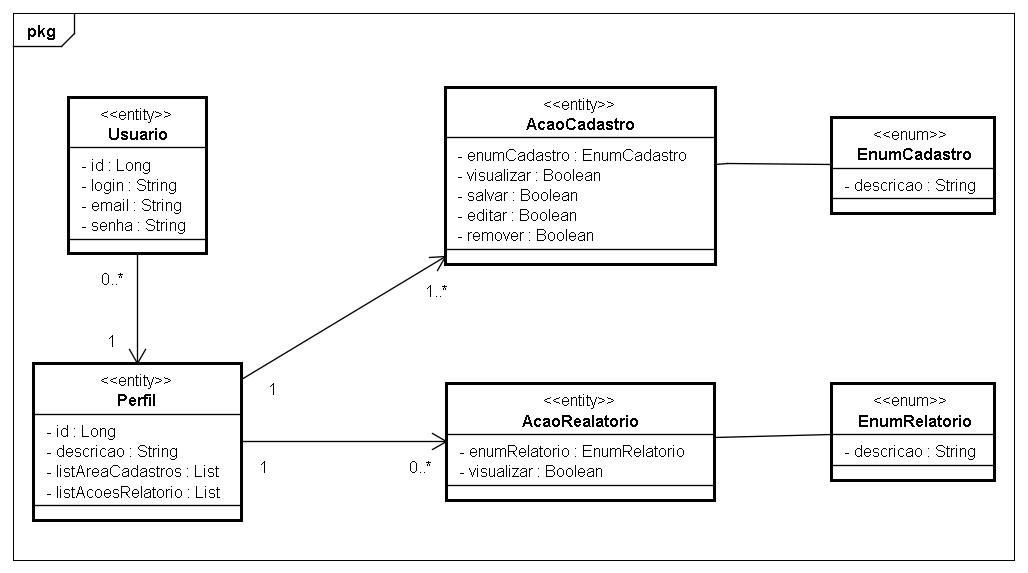 pkg
<<entity>>
Usuario
- id : Long
- login : String
- email : String
- senha : String
<<entity>>
AcaoCadastro
- enumCadastro : EnumCadastro
- visualizar : Boolean
- salvar : Boolean
- editar : Boolean
- remover : Boolean
<<enum>>
EnumCadastro
- descricao : String
0..*
1
1..*
1
<<entity>>
Perfil
- id : Long
- descricao : String
- listAreaCadastros : List
- listAcoesRelatorio : List
1
0..*
<<entity>>
AcaoRealatorio
- enumRelatorio : EnumRelatorio
- visualizar : Boolean
<<enum>>
EnumRelatorio
- descricao : String